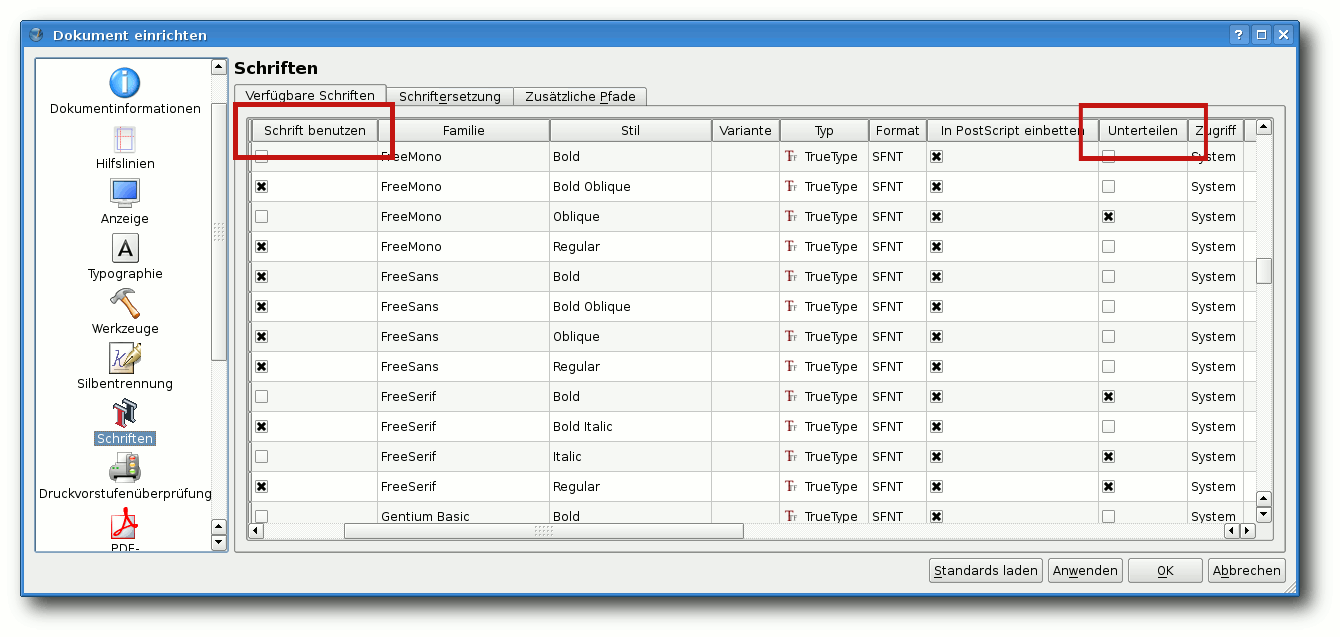 Dokument einrichten
Dokumentinformationen
Hilfslinien
Anzeige
Typographie
Werkzeuge
Silbentrennung
Schriften
Druckvorstufenüberprüfung
PDF-
Schriften
Verfügbare Schriften Schriftersetzung Zusätzliche Pfade
Schrift benutzen Familie Stil Variante Typ Format In PostScript einbetten Unterteilen Zugriff
FreeMono Bold TrueType SFNT System
FreeMono Bold Oblique TrueType SFNT System
FreeMono Oblique TrueType SFNT System
FreeMono Regular TrueType SFNT System
FreeSans Bold TrueType SFNT System
FreeSans Bold Oblique TrueType SFNT System
FreeSans Oblique TrueType SFNT System
FreeSans Regular TrueType SFNT System
FreeSerif Bold TrueType SFNT System
FreeSerif Bold Italic TrueType SFNT System
FreeSerif Italic TrueType SFNT System
FreeSerif Regular TrueType SFNT System
Gentium Basic Bold TrueType SFNT System
Standards laden Anwenden OK Abbrechen